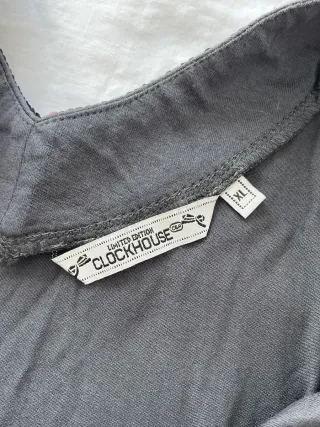 LIMITED EDITION
CLOCKHOUSE
C&A
XL